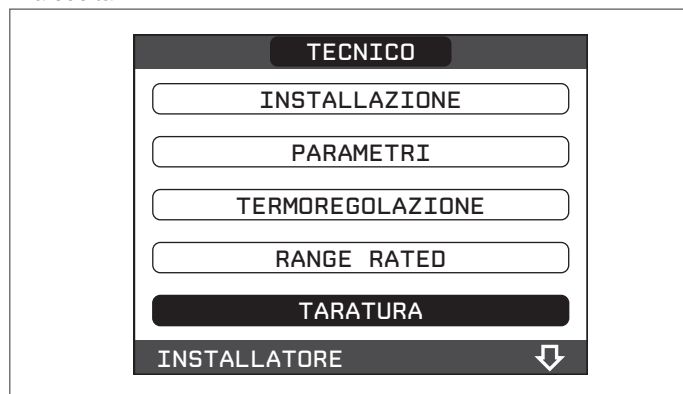 TECNICO
INSTALLAZIONE
PARAMETRI
TERMOREGOLAZIONE
RANGE RATED
TARATURA
INSTALLATORE